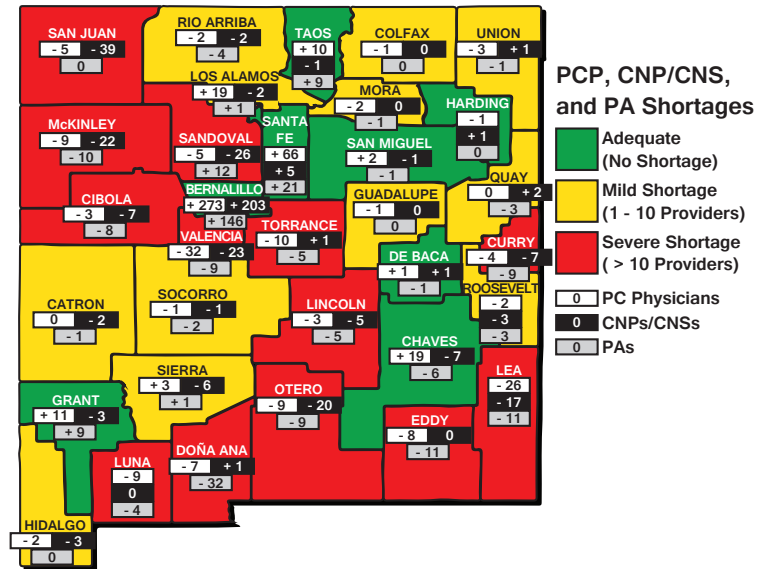 SAN JUAN
- 5 - 39
0
RIO ARRIBA
- 2 - 2
- 4
TAOS
+ 10
- 1
+ 9
COLFAX
- 1 0
0
UNION
- 3 + 1
- 1
LOS ALAMOS
+ 19 - 2
+ 1
MORA
- 2 0
- 1
HARDING
- 1
+ 1
0
McKINLEY
- 9 - 22
- 10
SANDOVAL
- 5 - 26
+ 12
SANTA
FE
+ 66
+ 5
+ 21
SAN MIGUEL
+ 2 - 1
- 1
QUAY
0 + 2
- 3
CIBOLA
- 3 - 7
- 8
BERNALILLO
+ 273 + 203
+ 146
GUADALUPE
- 1 0
0
VALENCIA
- 32 - 23
- 9
TORRANCE
- 10 + 1
- 5
CURRY
- 4 - 7
- 9
DE BACA
+ 1 + 1
- 1
ROOSEVELT
- 2
- 3
- 3
CATRON
0 - 2
- 1
SOCORRO
- 1 - 1
- 2
LINCOLN
- 3 - 5
- 5
CHAVES
+ 19 - 7
- 6
SIERRA
+ 3 - 6
+ 1
OTERO
- 9 - 20
- 9
LEA
- 26
- 17
- 11
GRANT
+ 11 - 3
+ 9
EDDY
- 8 0
- 11
LUNA
- 9
0
- 4
DOÑA ANA
- 7 + 1
- 32
HIDALGO
- 2 - 3
0
PCP, CNP/CNS,
and PA Shortages
Adequate
(No Shortage)
Mild Shortage
(1 - 10 Providers)
Severe Shortage
( > 10 Providers)
0 PC Physicians
0 CNPs/CNSs
0 PAs